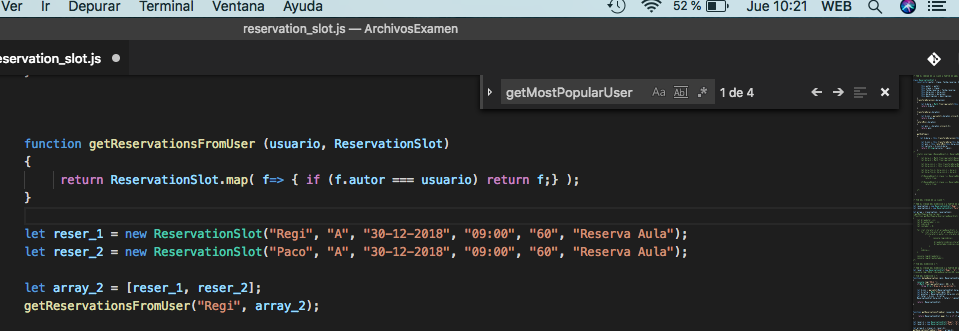 Ver Ir Depurar Terminal Ventana Ayuda 52 % Jue 10:21 WEB
reservation_slot.js — ArchivosExamen
eservation_slot.js
getMostPopularUser Aa Abl .* 1 de 4
function getReservationsFromUser (usuario, ReservationSlot)
{
return ReservationSlot.map( f=> { if (f.autor === usuario) return f;} );
}
let reser_1 = new ReservationSlot("Regi", "A", "30-12-2018", "09:00", "60", "Reserva Aula");
let reser_2 = new ReservationSlot("Paco", "A", "30-12-2018", "09:00", "60", "Reserva Aula");
let array_2 = [reser_1, reser_2];
getReservationsFromUser("Regi", array_2);